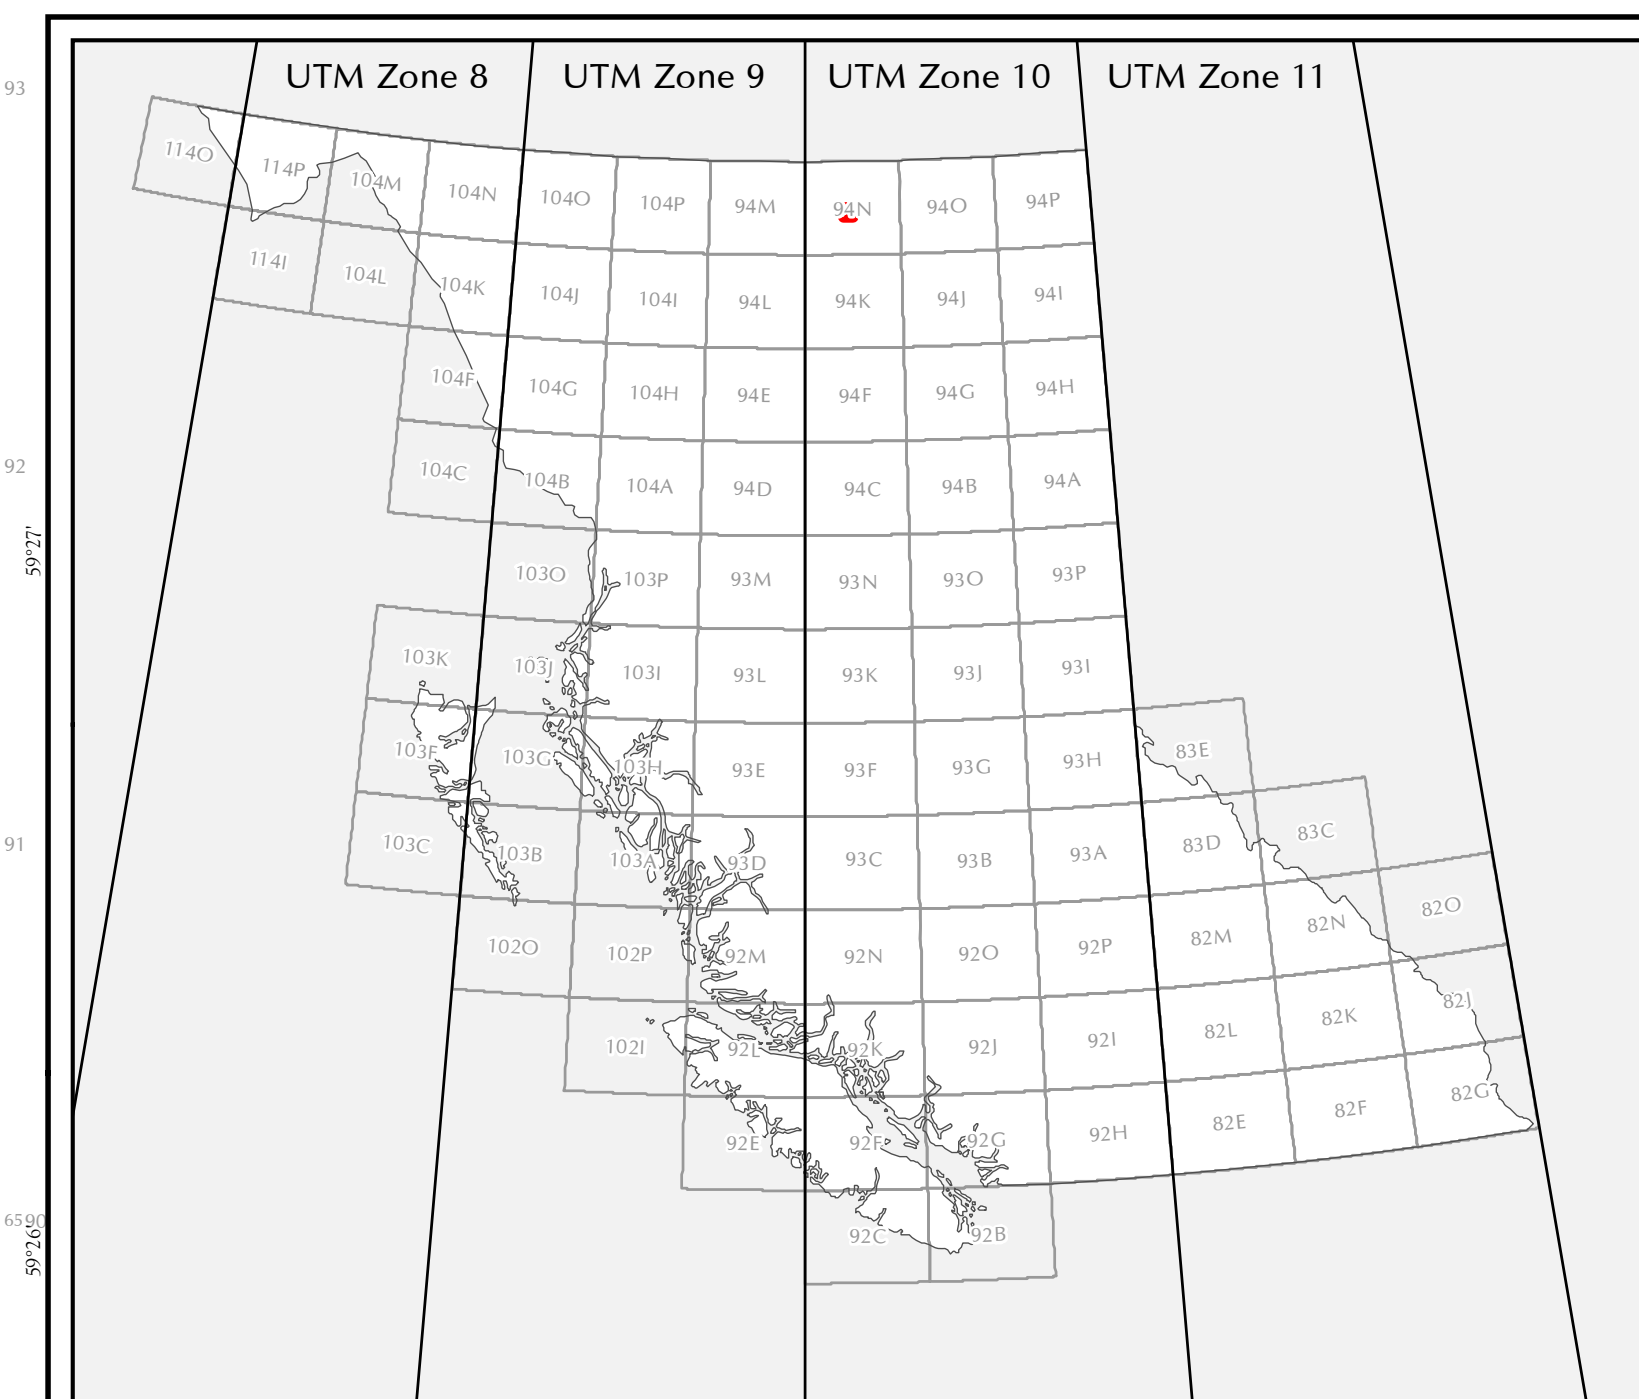 UTM Zone 8 UTM Zone 9 UTM Zone 10 UTM Zone 11
93
114O 114P 104M 104N 104O 104P 94M 94N 94O 94P
114I 104L 104K 104J 104I 94L 94K 94J 94I
104F 104G 104H 94E 94F 94G 94H
92
104C 104B 104A 94D 94C 94B 94A
59°27'
103O 103P 93M 93N 93O 93P
103K 103J 103I 93L 93K 93J 93I
103F 103G 103H 93E 93F 93G 93H 83E
91
103C 103B 103A 93D 93C 93B 93A 83D 83C
102O 102P 92M 92N 92O 92P 82M 82N 82O
102I 92L 92K 92J 92I 82L 82K 82J
92E 92F 92G 92H 82E 82F 82G
6590
59°26'
92C 92B